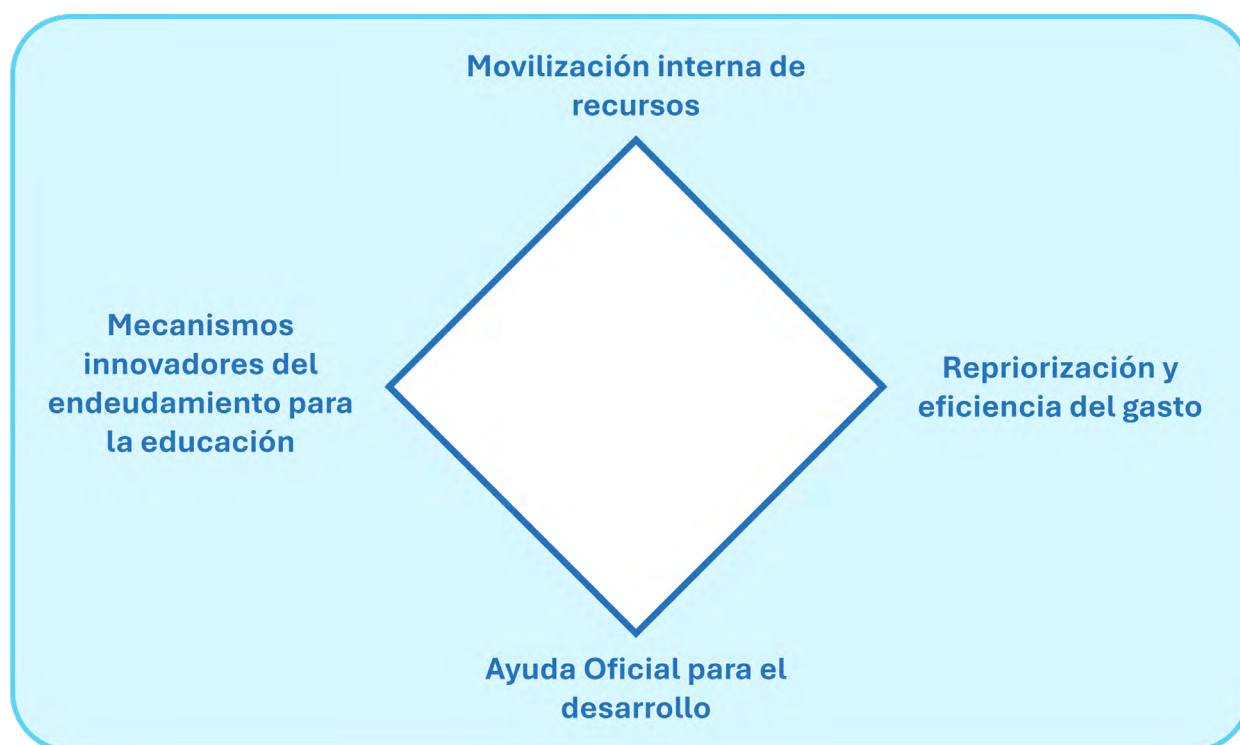 Movilización interna de
recursos
Mecanismos
innovadores del
endeudamiento para
la educación
Repriorización y
eficiencia del gasto
Ayuda Oficial para el
desarrollo